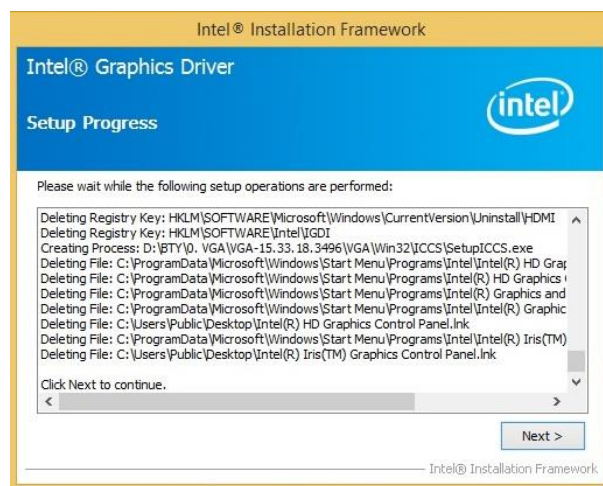 Intel® Installation Framework
Intel® Graphics Driver
intel
Setup Progress
Please wait while the following setup operations are performed:
Deleting Registry Key: HKLM\SOFTWARE\Microsoft\Windows\CurrentVersion\Uninstall\HDMI
Deleting Registry Key: HKLM\SOFTWARE\Intel\IGDI
Creating Process: D:\BTY\0. VGA\VGA-15.33.18.3496\VGA\Win32\ICCS\SetupICCS.exe
Deleting File: C:\ProgramData\Microsoft\Windows\Start Menu\Programs\Intel\Intel(R) HD Grap
Deleting File: C:\ProgramData\Microsoft\Windows\Start Menu\Programs\Intel\Intel(R) HD Graphics
Deleting File: C:\ProgramData\Microsoft\Windows\Start Menu\Programs\Intel\Intel(R) Graphics and
Deleting File: C:\ProgramData\Microsoft\Windows\Start Menu\Programs\Intel\Intel(R) Graphic
Deleting File: C:\Users\Public\Desktop\Intel(R) HD Graphics Control Panel.lnk
Deleting File: C:\ProgramData\Microsoft\Windows\Start Menu\Programs\Intel\Intel(R) Iris(TM)
Deleting File: C:\Users\Public\Desktop\Intel(R) Iris(TM) Graphics Control Panel.lnk
Click Next to continue.
Next >
Intel® Installation Framework